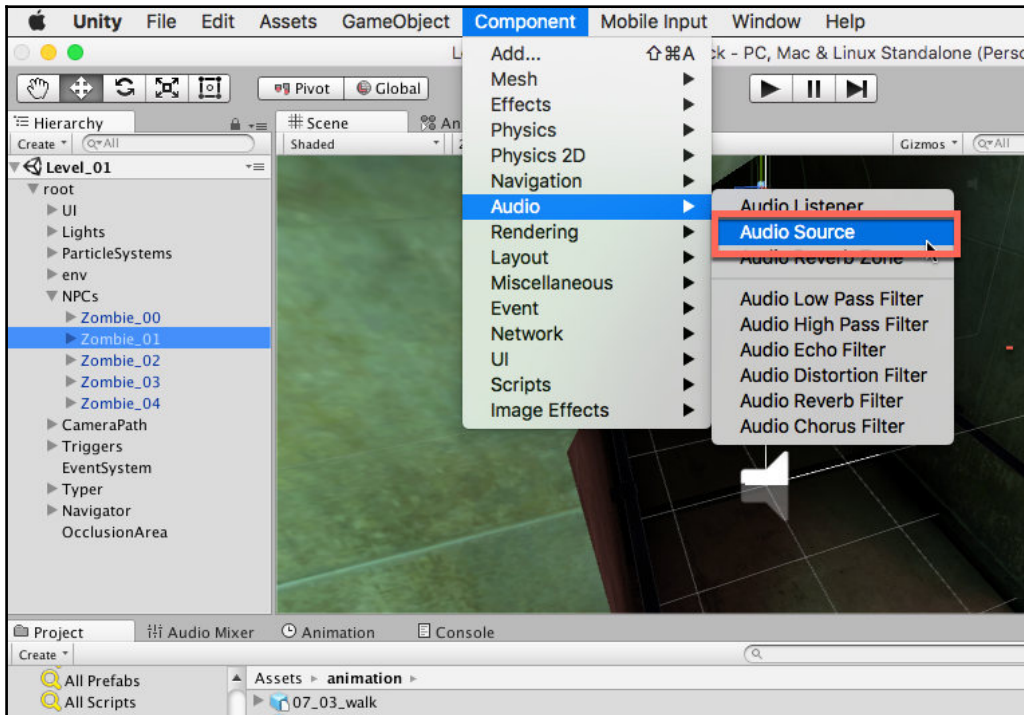 Unity File Edit Assets GameObject Component Mobile Input Window Help
- PC, Mac & Linux Standalone
Pivot Global
Hierarchy
Create All
Level_01
root
UI
Lights
ParticleSystems
env
NPCs
Zombie_00
Zombie_01
Zombie_02
Zombie_03
Zombie_04
CameraPath
Triggers
EventSystem
Typer
Navigator
OcclusionArea
Scene
Shaded
Gizmos All
Add... ⇧⌘A
Mesh
Effects
Physics
Physics 2D
Navigation
Audio
Rendering
Layout
Miscellaneous
Event
Network
UI
Scripts
Image Effects
Audio Listener
Audio Source
Audio Reverb Zone
Audio Low Pass Filter
Audio High Pass Filter
Audio Echo Filter
Audio Distortion Filter
Audio Reverb Filter
Audio Chorus Filter
Project Audio Mixer Animation Console
Create
All Prefabs
All Scripts
Assets animation
07_03_walk